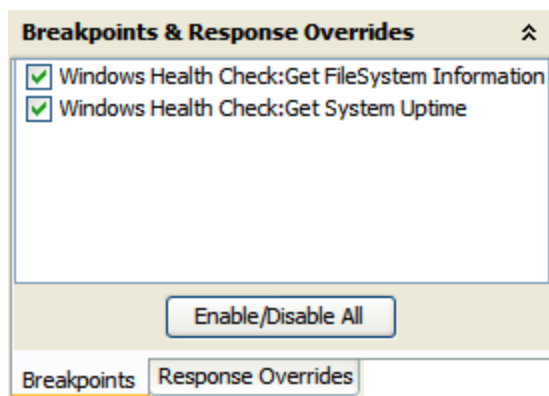 Breakpoints & Response Overrides
Windows Health Check:Get FileSystem Information
Windows Health Check:Get System Uptime
Enable/Disable All
Breakpoints
Response Overrides